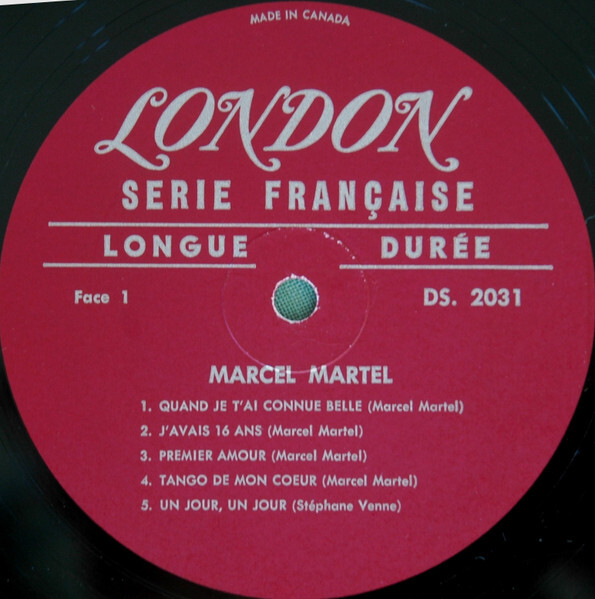 MADE IN CANADA
LONDON
SERIE FRANÇAISE
LONGUE DURÉE
Face 1 DS. 2031
MARCEL MARTEL
1. QUAND JE T'AI CONNUE BELLE (Marcel Martel)
2. J'AVAIS 16 ANS (Marcel Martel)
3. PREMIER AMOUR (Marcel Martel)
4. TANGO DE MON COEUR (Marcel Martel)
5. UN JOUR, UN JOUR (Stéphane Venne)